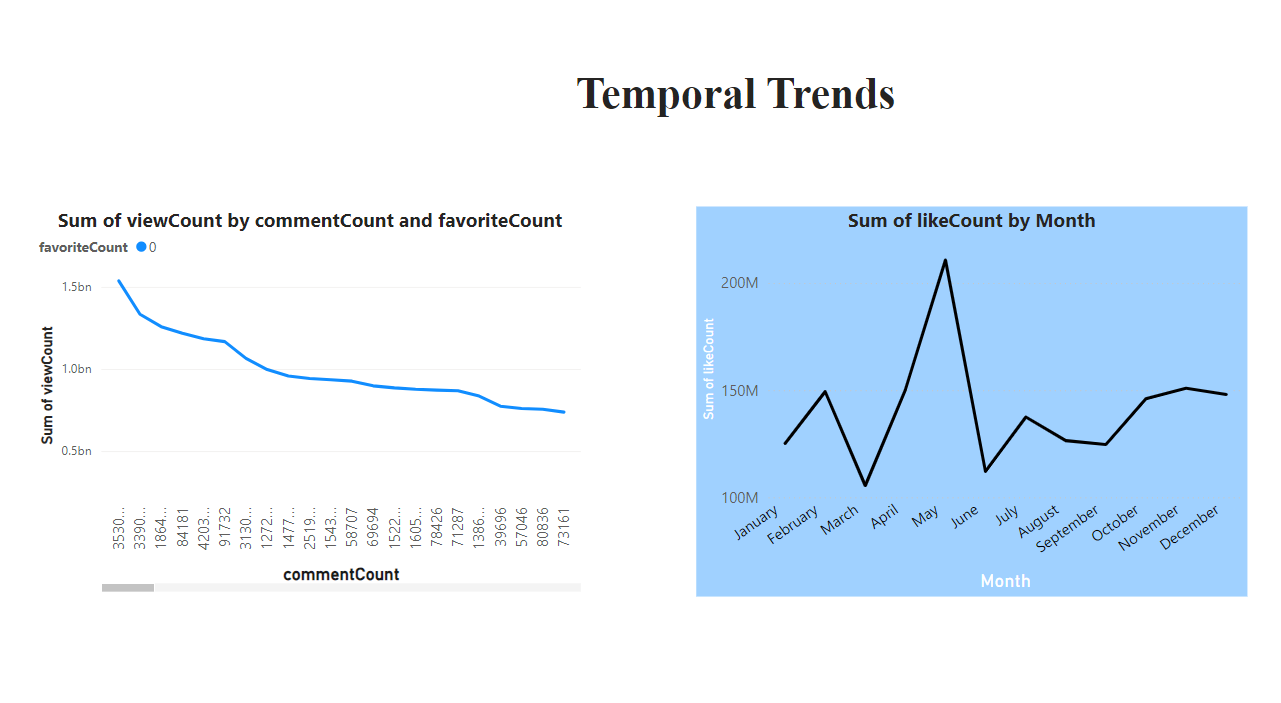 Temporal Trends
Sum of viewCount by commentCount and favoriteCount
favoriteCount 0
Sum of viewCount
1.5bn
1.0bn
0.5bn
3530...
3390...
1864...
84181
4203...
91732
3130...
1272...
1477...
2519...
1543...
58707
69694
1522...
1605...
78426
71287
1386...
39696
57046
80836
73161
commentCount
Sum of likeCount by Month
Sum of likeCount
200M
150M
100M
January
February
March
April
May
June
July
August
September
October
November
December
Month